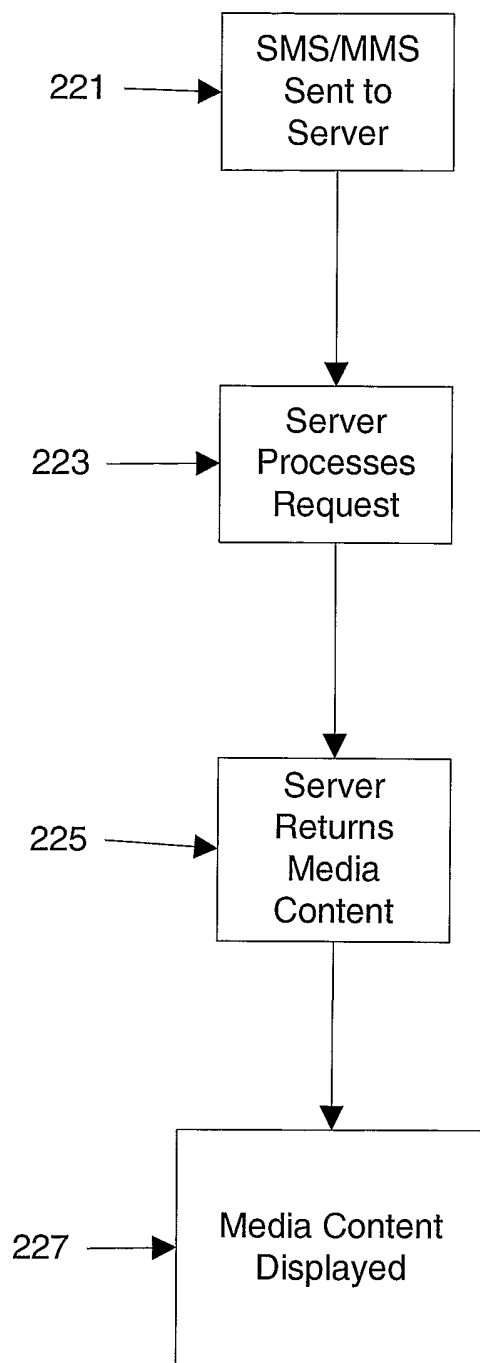 221
SMS/MMS
Sent to
Server
223
Server
Processes
Request
225
Server
Returns
Media
Content
227
Media Content
Displayed